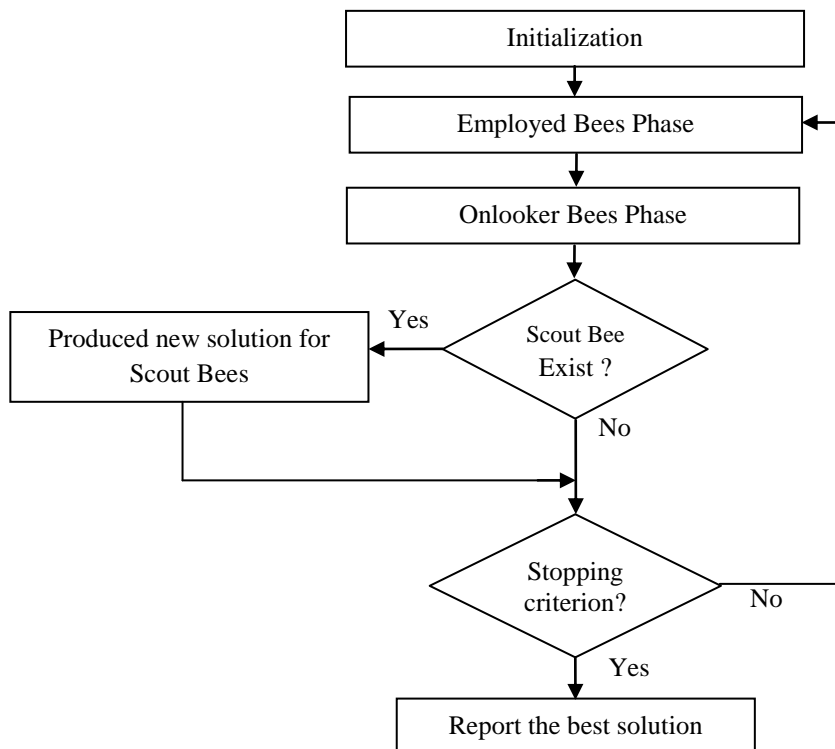 Initialization
Employed Bees Phase
Onlooker Bees Phase
Scout Bee
Exist ?
Yes
Produced new solution for
Scout Bees
No
Stopping
criterion?
No
Yes
Report the best solution